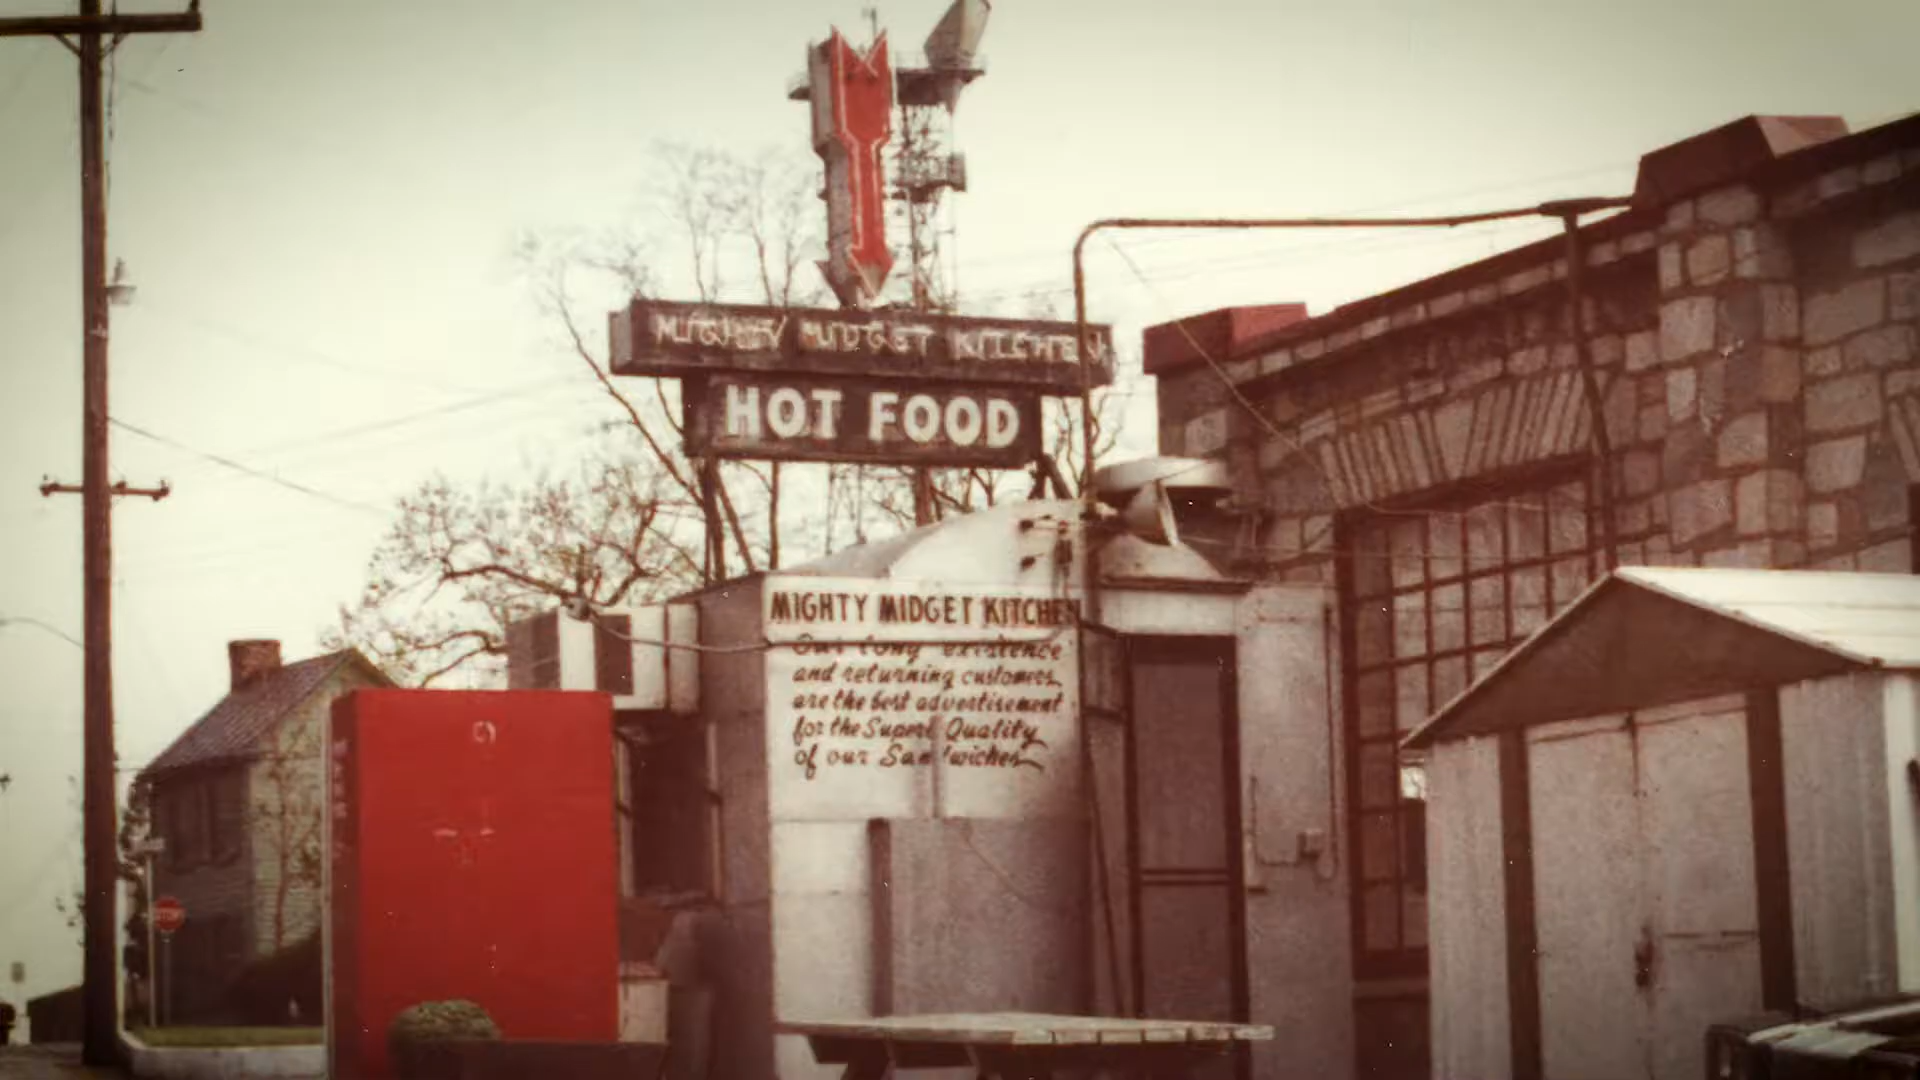 MIGHTY MIDGET KITCHEN
HOT FOOD
MIGHTY MIDGET KITCHEN
Our long existence
and returning customers
are the best advertisement
for the Superb Quality
of our Sandwiches
STOP